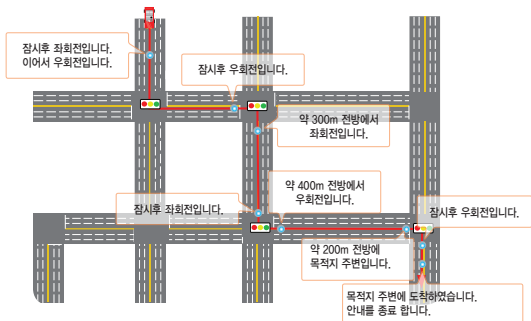 잠시후 좌회전입니다.
이어서 우회전입니다.
잠시후 우회전입니다.
약 300m 전방에서
좌회전입니다.
약 400m 전방에서
우회전입니다.
잠시후 좌회전입니다.
잠시후 우회전입니다.
약 200m 전방에
목적지 주변입니다.
목적지 주변에 도착하였습니다.
안내를 종료 합니다.